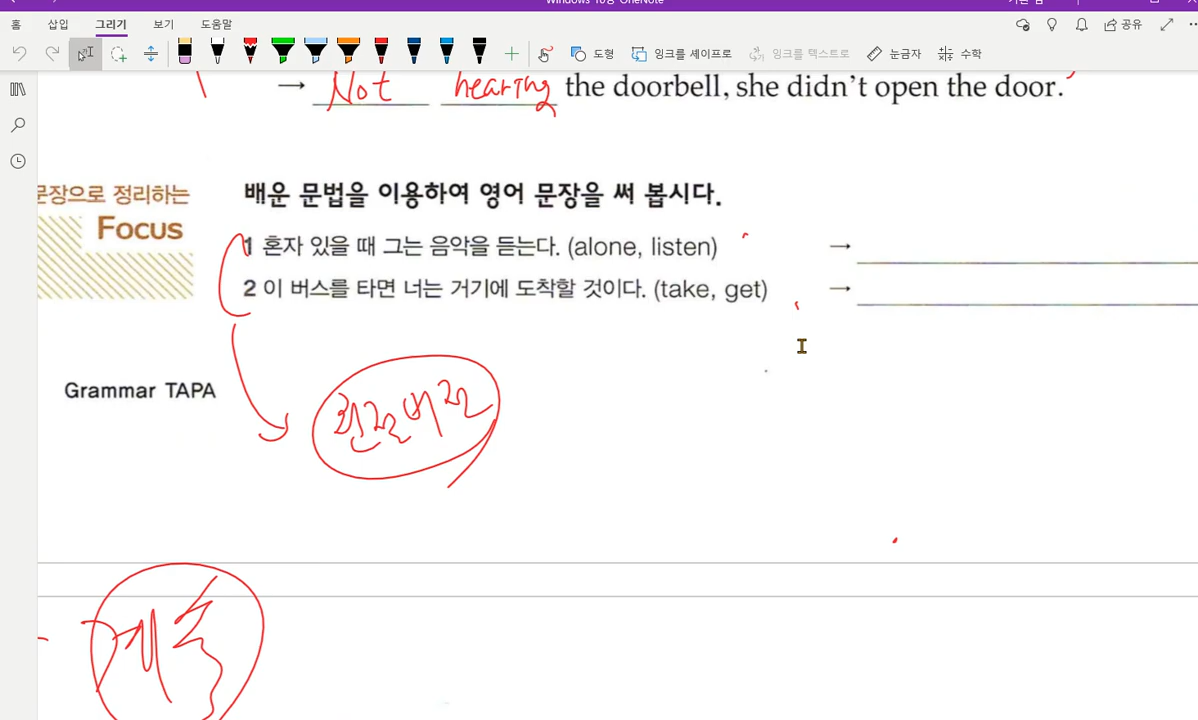 Windows 10용 OneNote
홈 삽입 그리기 보기 도움말
공유
도형 잉크를 셰이프로 잉크를 텍스트로 눈금자 수학
→ Not hearing the doorbell, she didn't open the door.
문장으로 정리하는
Focus
배운 문법을 이용하여 영어 문장을 써 봅시다.
1 혼자 있을 때 그는 음악을 듣는다. (alone, listen) →
2 이 버스를 타면 너는 거기에 도착할 것이다. (take, get) →
Grammar TAPA